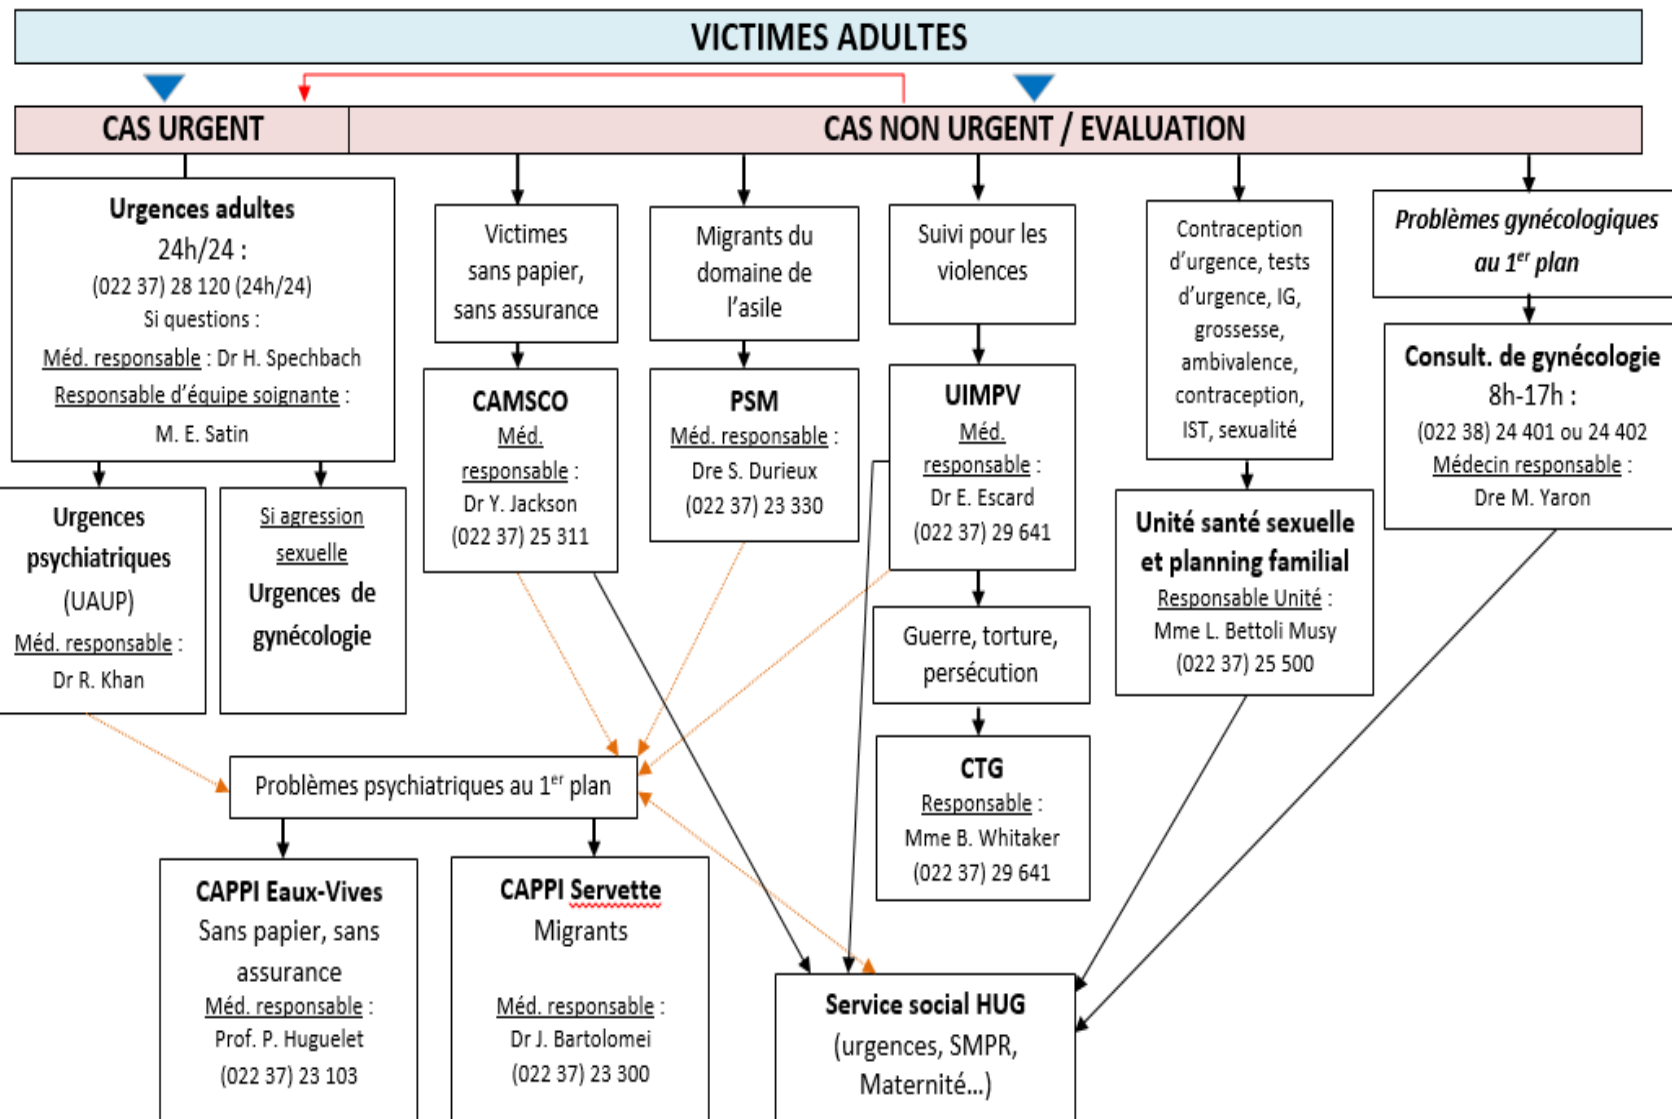 VICTIMES ADULTES
CAS URGENT
CAS NON URGENT / EVALUATION
Urgences adultes
24h/24 :
(022 37) 28 120 (24h/24)
Si questions :
Méd. responsable : Dr H. Spechbach
Responsable d’équipe soignante :
M. E. Satin
Urgences
psychiatriques
(UAUP)
Méd. responsable :
Dr R. Khan
Si agression
sexuelle
Urgences de
gynécologie
Victimes
sans papier,
sans assurance
CAMSCO
Méd.
responsable :
Dr Y. Jackson
(022 37) 25 311
Migrants du
domaine de
l’asile
PSM
Méd. responsable :
Dre S. Durieux
(022 37) 23 330
Suivi pour les
violences
UIMPV
Méd.
responsable :
Dr E. Escard
(022 37) 29 641
Guerre, torture,
persécution
CTG
Responsable :
Mme B. Whitaker
(022 37) 29 641
Contraception
d’urgence, tests
d’urgence, IG,
grossesse,
ambivalence,
contraception,
IST, sexualité
Unité santé sexuelle
et planning familial
Responsable Unité :
Mme L. Bettoli Musy
(022 37) 25 500
Problèmes gynécologiques
au 1er plan
Consult. de gynécologie
8h-17h :
(022 38) 24 401 ou 24 402
Médecin responsable :
Dre M. Yaron
Problèmes psychiatriques au 1er plan
CAPPI Eaux-Vives
Sans papier, sans
assurance
Méd. responsable :
Prof. P. Huguelet
(022 37) 23 103
CAPPI Servette
Migrants
Méd. responsable :
Dr J. Bartolomei
(022 37) 23 300
Service social HUG
(urgences, SMPR,
Maternité...)